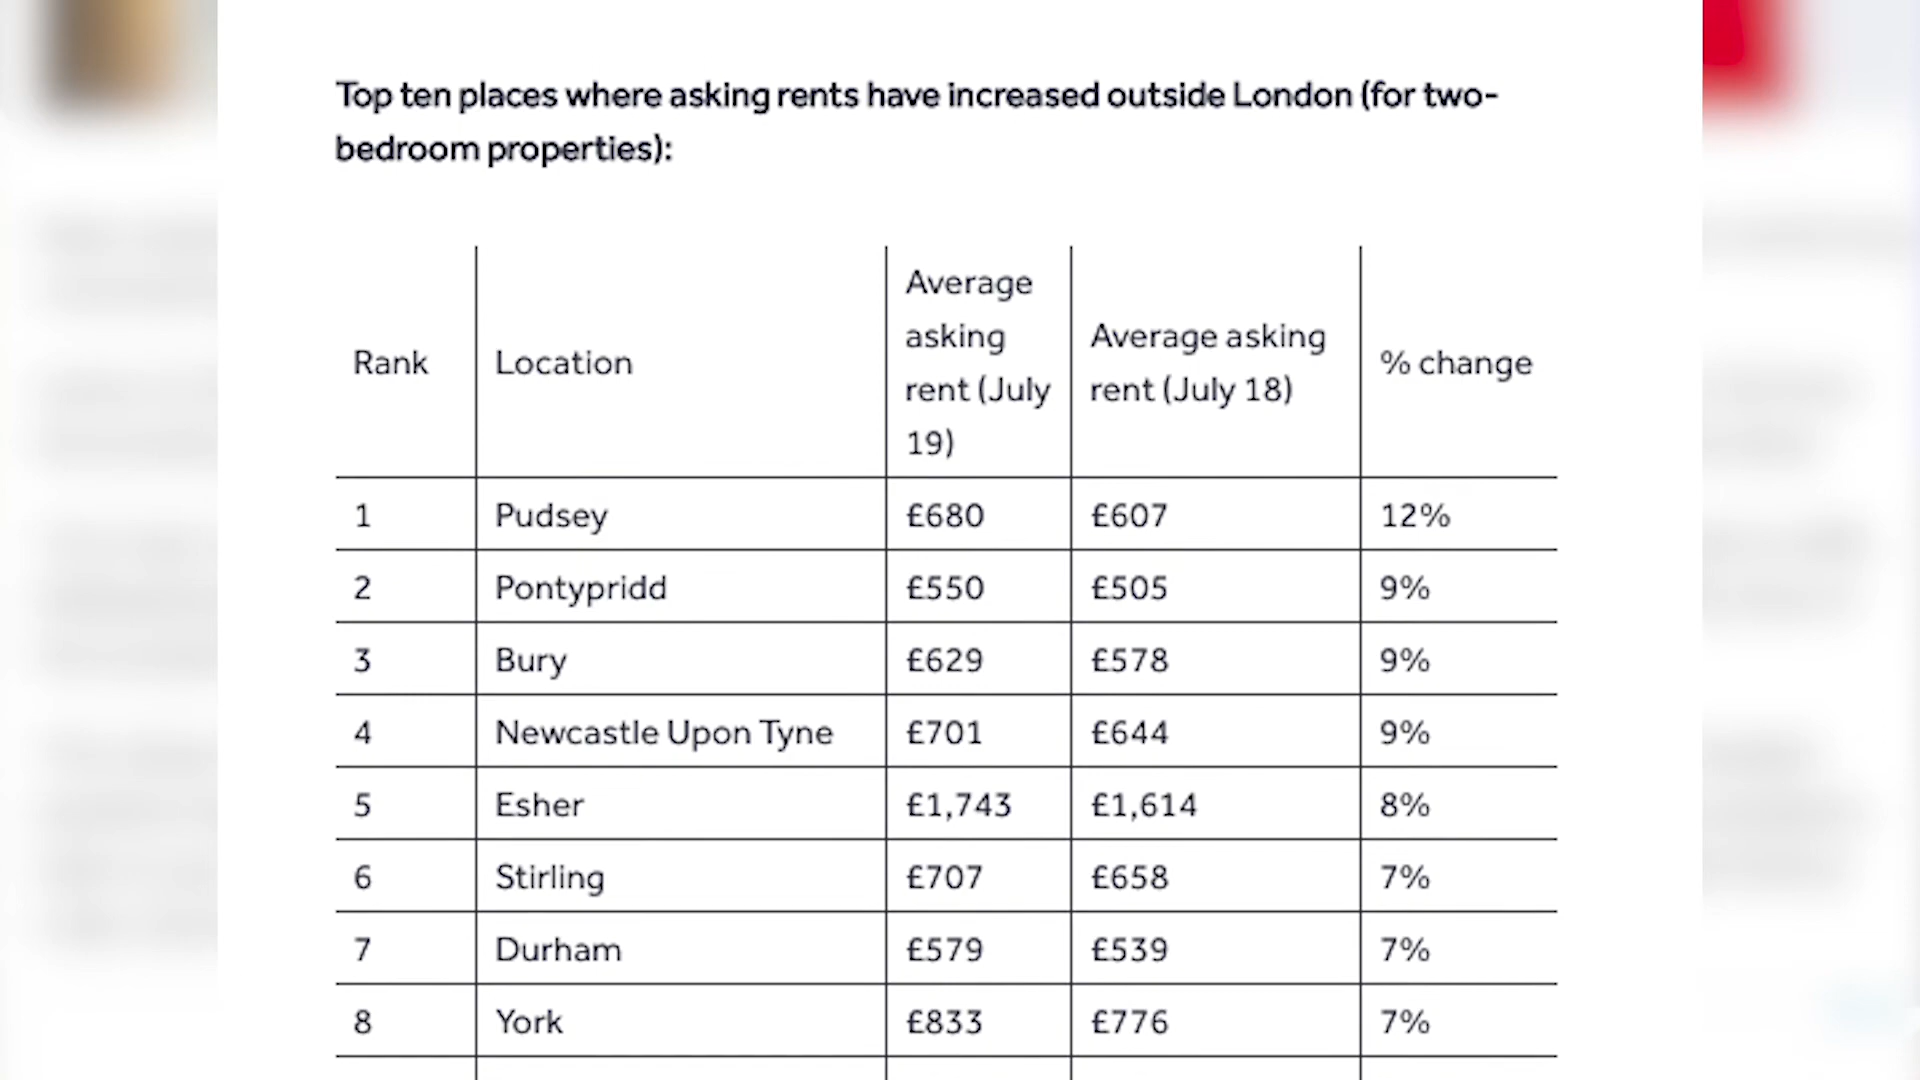 Top ten places where asking rents have increased outside London (for two-
bedroom properties):
Rank
Location
Average
asking
rent (July
19)
Average asking
rent (July 18)
% change
1 Pudsey £680 £607 12%
2 Pontypridd £550 £505 9%
3 Bury £629 £578 9%
4 Newcastle Upon Tyne £701 £644 9%
5 Esher £1,743 £1,614 8%
6 Stirling £707 £658 7%
7 Durham £579 £539 7%
8 York £833 £776 7%